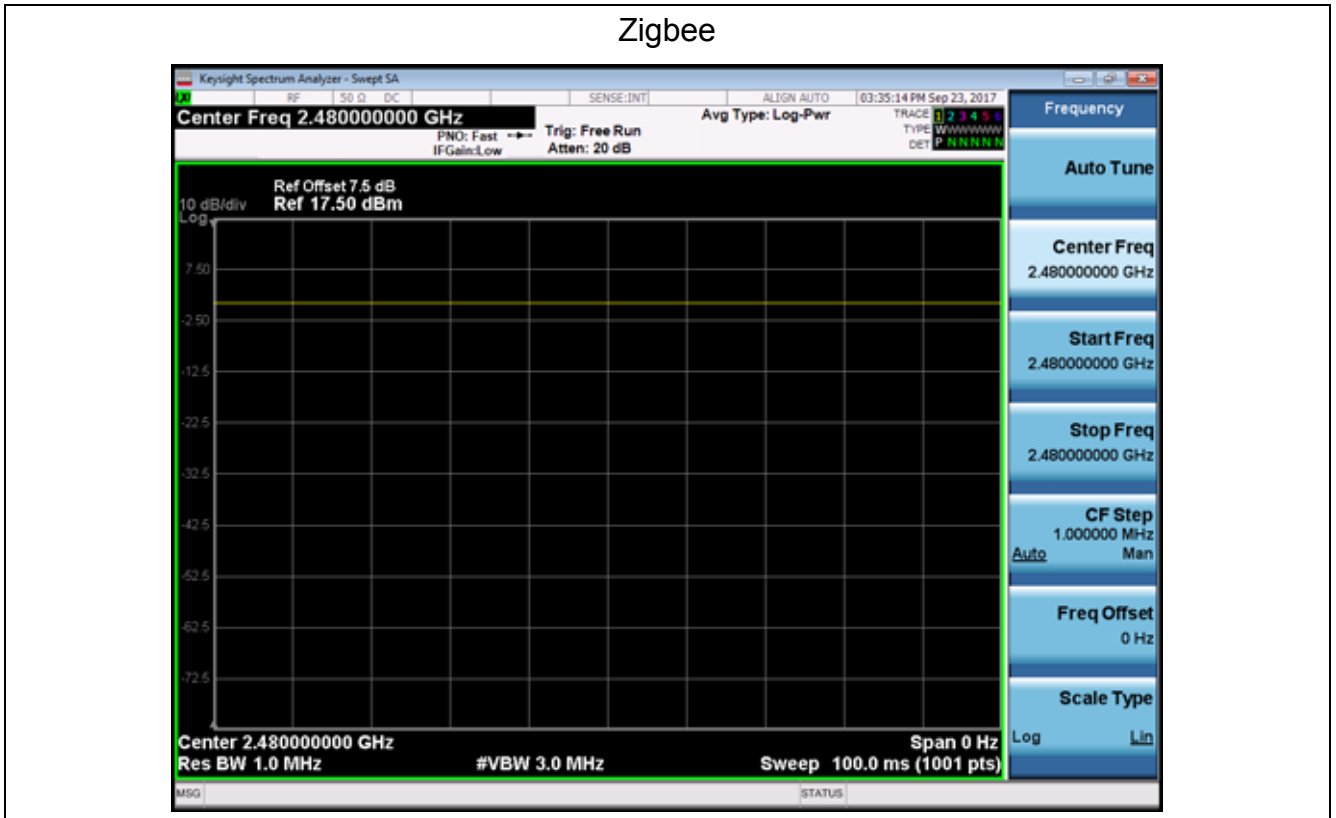 Zigbee
Keysight Spectrum Analyzer - Swept SA
RF 50 Ω DC SENSE:INT ALIGN AUTO 03:35:14 PM Sep 23, 2017
Center Freq 2.480000000 GHz
PNO: Fast
IFGain:Low
Trig: Free Run
Atten: 20 dB
Avg Type: Log-Pwr
TRACE 1 2 3 4 5 6
TYPE WWWWWW
DET P N N N N N
Ref Offset 7.5 dB
10 dB/div Ref 17.50 dBm
Log
7.50
-2.50
-12.5
-22.5
-32.5
-42.5
-52.5
-62.5
-72.5
Center 2.480000000 GHz Span 0 Hz
Res BW 1.0 MHz #VBW 3.0 MHz Sweep 100.0 ms (1001 pts)
MSG STATUS
Frequency
Auto Tune
Center Freq
2.480000000 GHz
Start Freq
2.480000000 GHz
Stop Freq
2.480000000 GHz
CF Step
1.000000 MHz
Auto Man
Freq Offset
0 Hz
Scale Type
Log Lin